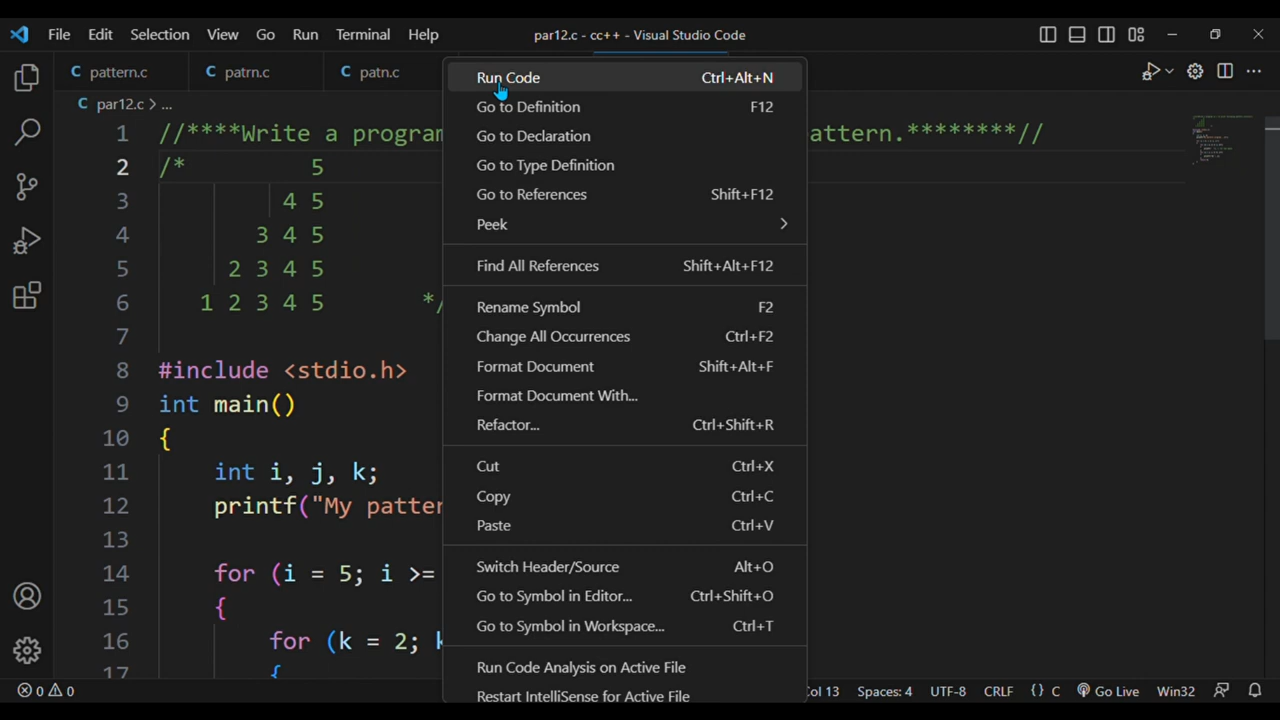 File Edit Selection View Go Run Terminal Help par12.c - cc++ - Visual Studio Code
C pattern.c C patrn.c C patn.c
C par12.c > ...
1 //****Write a program
attern.********//
2 /* 5
3 4 5
4 3 4 5
5 2 3 4 5
6 1 2 3 4 5 */
7
8 #include <stdio.h>
9 int main()
10 {
11 int i, j, k;
12 printf("My patter
13
14 for (i = 5; i >=
15 {
16 for (k = 2; k
17 {
Run Code Ctrl+Alt+N
Go to Definition F12
Go to Declaration
Go to Type Definition
Go to References Shift+F12
Peek >
Find All References Shift+Alt+F12
Rename Symbol F2
Change All Occurrences Ctrl+F2
Format Document Shift+Alt+F
Format Document With...
Refactor... Ctrl+Shift+R
Cut Ctrl+X
Copy Ctrl+C
Paste Ctrl+V
Switch Header/Source Alt+O
Go to Symbol in Editor... Ctrl+Shift+O
Go to Symbol in Workspace... Ctrl+T
Run Code Analysis on Active File
Restart IntelliSense for Active File
0 0 Col 13 Spaces: 4 UTF-8 CRLF {} C Go Live Win32